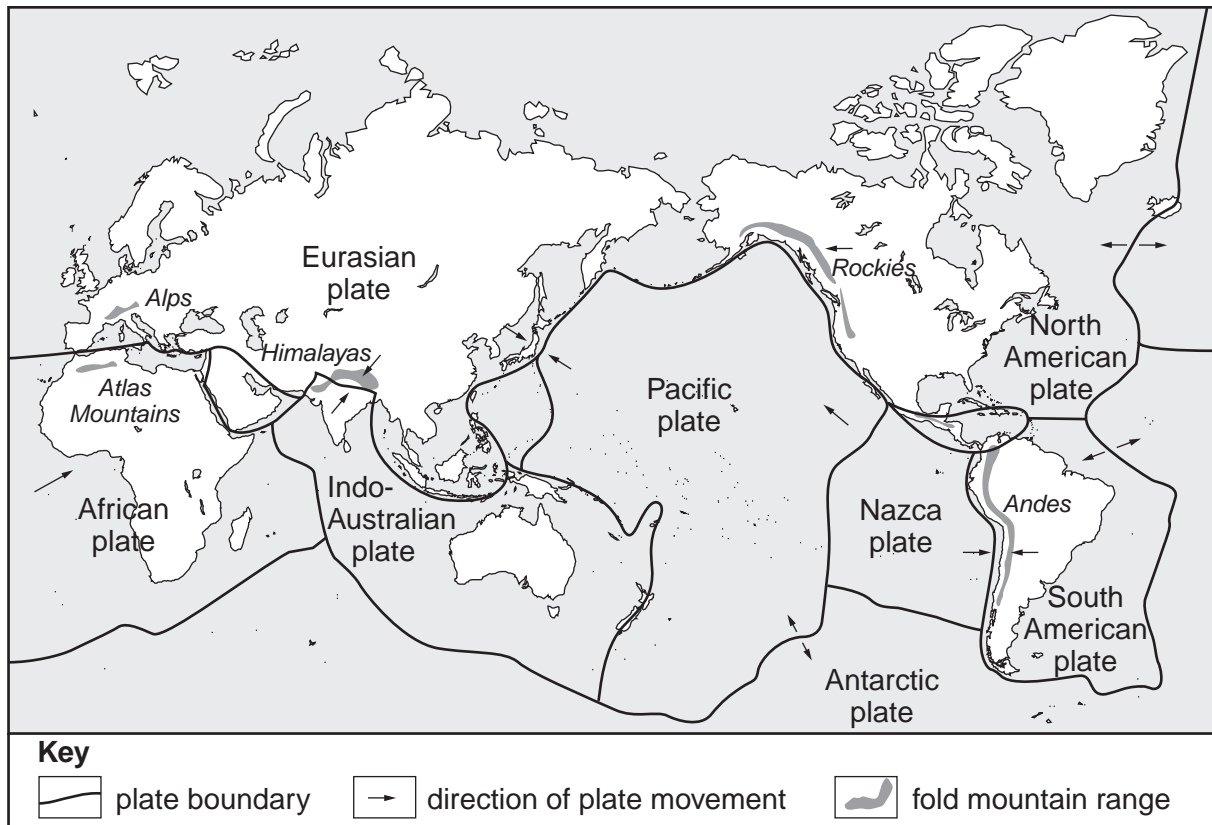 Eurasian
plate
Alps
Himalayas
Atlas
Mountains
African
plate
Indo-
Australian
plate
Pacific
plate
Rockies
North
American
plate
Nazca
plate
Andes
South
American
plate
Antarctic
plate
Key
plate boundary
direction of plate movement
fold mountain range